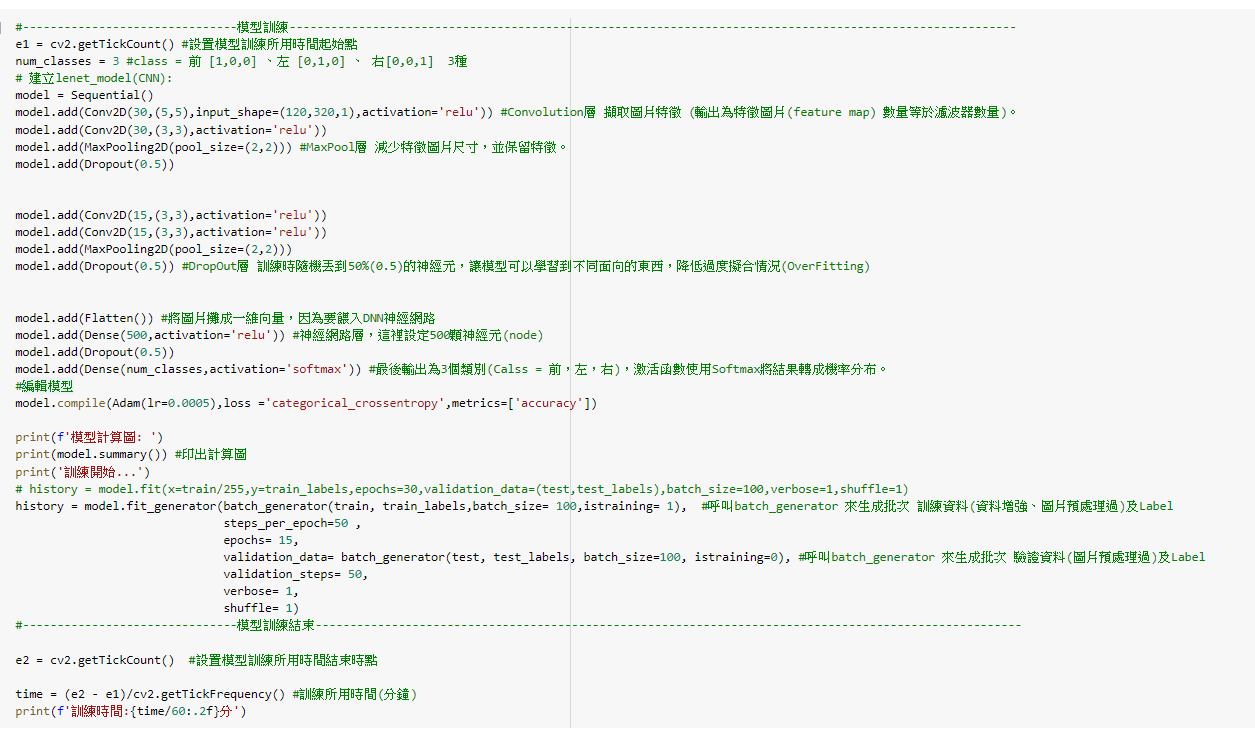 #-------------------------------模型訓練---------------------------------------------------------------------------------------------------------
e1 = cv2.getTickCount() #設置模型訓練所用時間起始點
num_classes = 3 #class = 前 [1,0,0] 、左 [0,1,0] 、 右[0,0,1]  3種
# 建立lenet_model(CNN):
model = Sequential()
model.add(Conv2D(30,(5,5),input_shape=(120,320,1),activation='relu')) #Convolution層 擷取圖片特徵 (輸出為特徵圖片(feature map) 數量等於濾波器數量)。
model.add(Conv2D(30,(3,3),activation='relu'))
model.add(MaxPooling2D(pool_size=(2,2))) #MaxPool層 減少特徵圖片尺寸，並保留特徵。
model.add(Dropout(0.5))
model.add(Conv2D(15,(3,3),activation='relu'))
model.add(Conv2D(15,(3,3),activation='relu'))
model.add(MaxPooling2D(pool_size=(2,2)))
model.add(Dropout(0.5)) #DropOut層 訓練時隨機丟到50%(0.5)的神經元，讓模型可以學習到不同面向的東西，降低過度擬合情況(OverFitting)
model.add(Flatten()) #將圖片攤成一維向量，因為要餵入DNN神經網路
model.add(Dense(500,activation='relu')) #神經網路層，這裡設定500顆神經元(node)
model.add(Dropout(0.5))
model.add(Dense(num_classes,activation='softmax')) #最後輸出為3個類別(Calss = 前，左，右)，激活函數使用Softmax將結果轉成機率分布。
#編輯模型
model.compile(Adam(lr=0.0005),loss ='categorical_crossentropy',metrics=['accuracy'])
print(f'模型計算圖: ')
print(model.summary()) #印出計算圖
print('訓練開始...')
# history = model.fit(x=train/255,y=train_labels,epochs=30,validation_data=(test,test_labels),batch_size=100,verbose=1,shuffle=1)
history = model.fit_generator(batch_generator(train, train_labels,batch_size= 100,istraining= 1),  #呼叫batch_generator 來生成批次 訓練資料(資料增強、圖片預處理過)及Label
steps_per_epoch=50 ,
epochs= 15,
validation_data= batch_generator(test, test_labels, batch_size=100, istraining=0), #呼叫batch_generator 來生成批次 驗證資料(圖片預處理過)及Label
validation_steps= 50,
verbose= 1,
shuffle= 1)
#-------------------------------模型訓練結束------------------------------------------------------------------------------------------------------
e2 = cv2.getTickCount()  #設置模型訓練所用時間結束時點
time = (e2 - e1)/cv2.getTickFrequency() #訓練所用時間(分鐘)
print(f'訓練時間:{time/60:.2f}分')